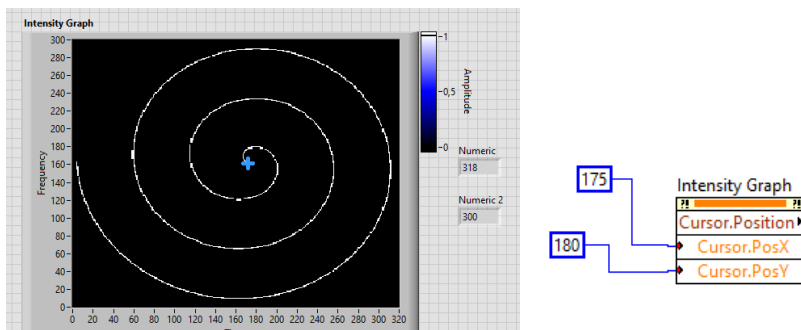 Intensity Graph
300
280
260
240
220
200
180
160
140
120
100
80
60
40
20
0
Frequency
0 20 40 60 80 100 120 140 160 180 200 220 240 260 280 300 320
1
0,5
0
Amplitude
Numeric
318
Numeric 2
300
175
180
Intensity Graph
?! ?!
Cursor.Position
Cursor.PosX
Cursor.PosY